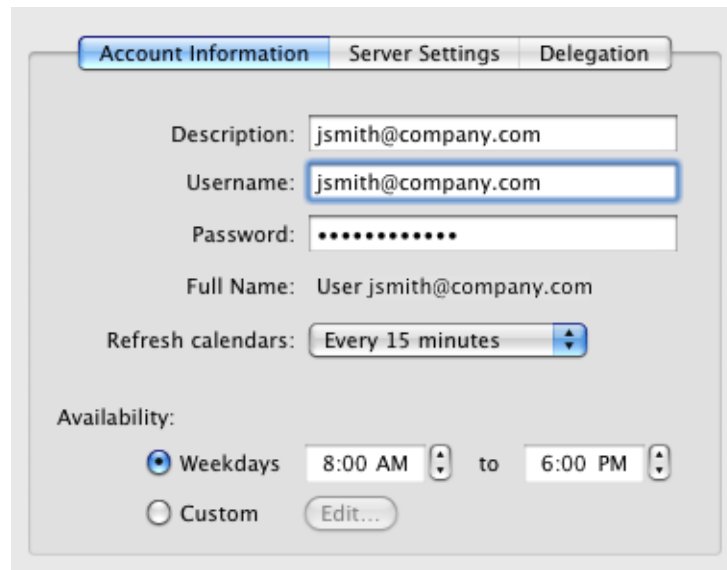 Account Information Server Settings Delegation
Description: jsmith@company.com
Username: jsmith@company.com
Password: ••••••••••••
Full Name: User jsmith@company.com
Refresh calendars: Every 15 minutes
Availability:
Weekdays 8:00 AM to 6:00 PM
Custom Edit...